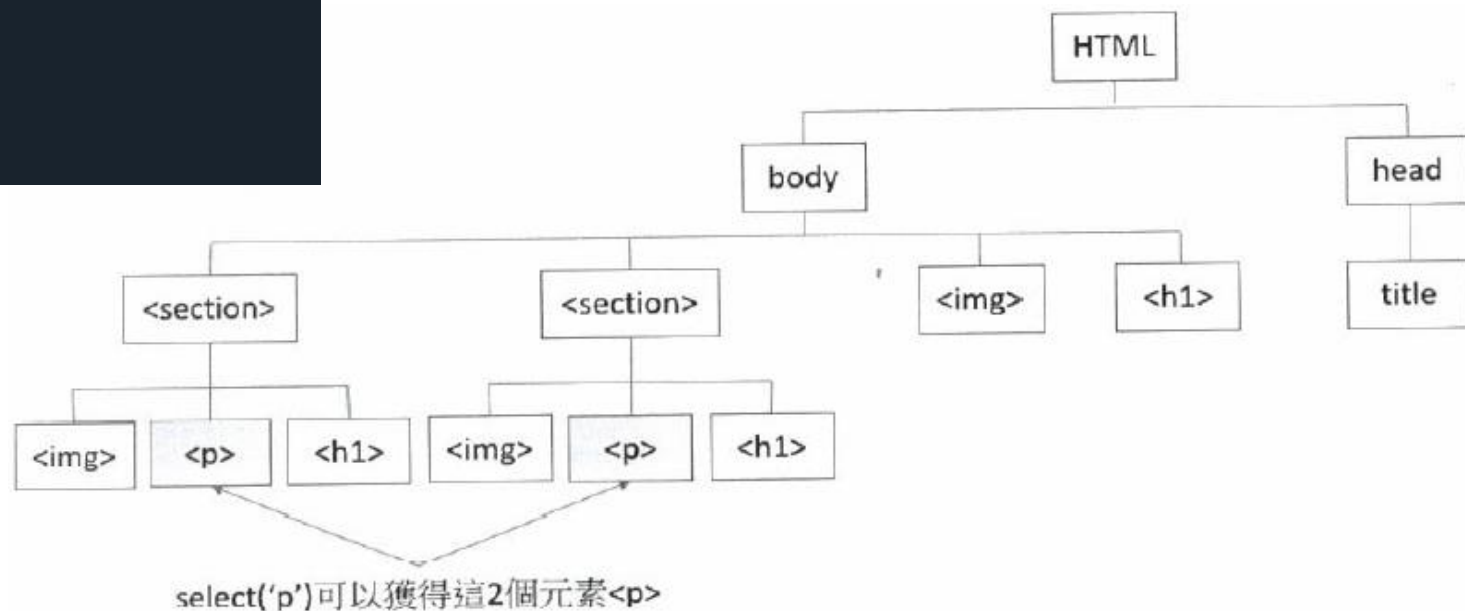 HTML
body
head
<section>
<section>
<img>
<h1>
title
<img>
<p>
<h1>
<img>
<p>
<h1>
select(‘p’)可以獲得這2個元素<p>